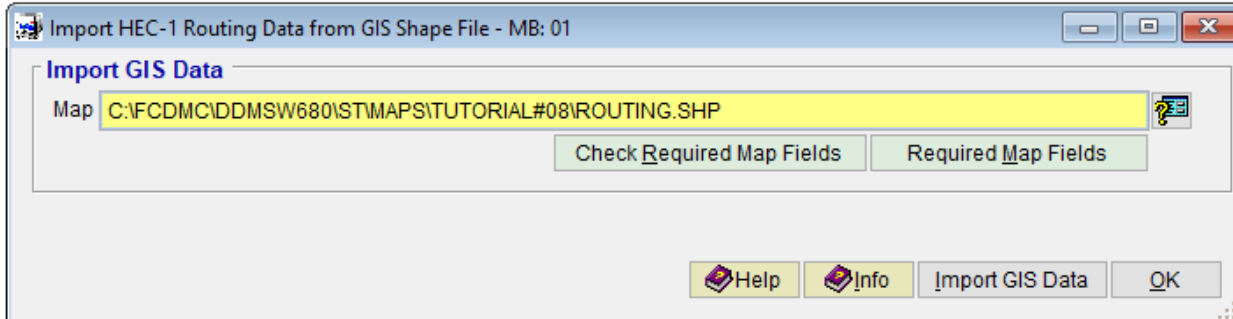 Import HEC-1 Routing Data from GIS Shape File - MB: 01
Import GIS Data
Map C:\FCDMC\DDMSW680\ST\MAPS\TUTORIAL#08\ROUTING.SHP
Check Required Map Fields Required Map Fields
Help Info Import GIS Data OK